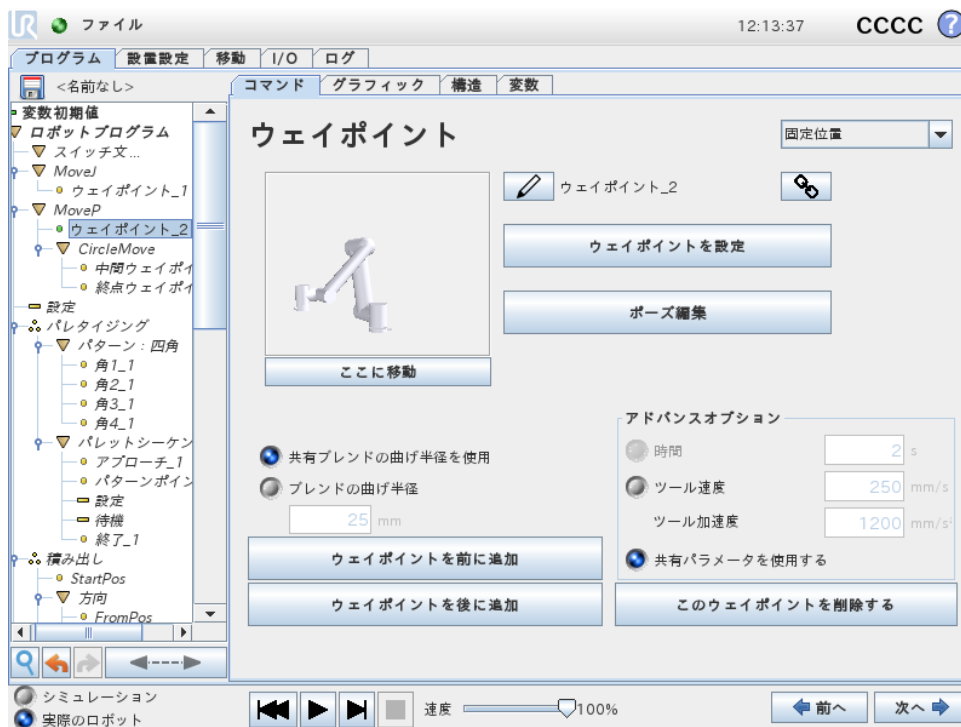 UR ファイル 12:13:37 CCCC ?
プログラム 設置設定 移動 I/O ログ
<名前なし>
コマンド グラフィック 構造 変数
変数初期値
ロボットプログラム
スイッチ文...
MoveJ
ウェイポイント_1
MoveP
ウェイポイント_2
CircleMove
中間ウェイポイ
終点ウェイポイ
設定
パレタイジング
パターン：四角
角1_1
角2_1
角3_1
角4_1
パレットシーケン
アプローチ_1
パターンポイン
設定
待機
終了_1
積み出し
StartPos
方向
FromPos
ウェイポイント
固定位置
ウェイポイント_2
ウェイポイントを設定
ポーズ編集
ここに移動
共有ブレンドの曲げ半径を使用
ブレンドの曲げ半径
25 mm
アドバンスオプション
時間 2 s
ツール速度 250 mm/s
ツール加速度 1200 mm/s²
共有パラメータを使用する
ウェイポイントを前に追加
ウェイポイントを後に追加
このウェイポイントを削除する
シミュレーション
実際のロボット
速度 100%
前へ 次へ